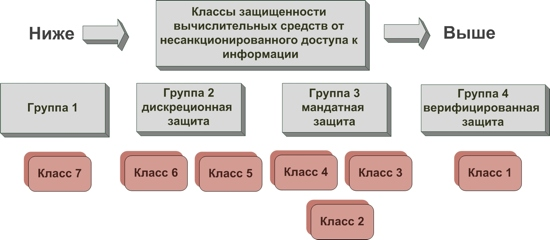 Ниже
Классы защищенности
вычислительных средств от
несанкционированного доступа к
информации
Выше
Группа 1
Группа 2
дискреционная
защита
Группа 3
мандатная
защита
Группа 4
верифицированная
защита
Класс 7
Класс 6
Класс 5
Класс 4
Класс 3
Класс 1
Класс 2